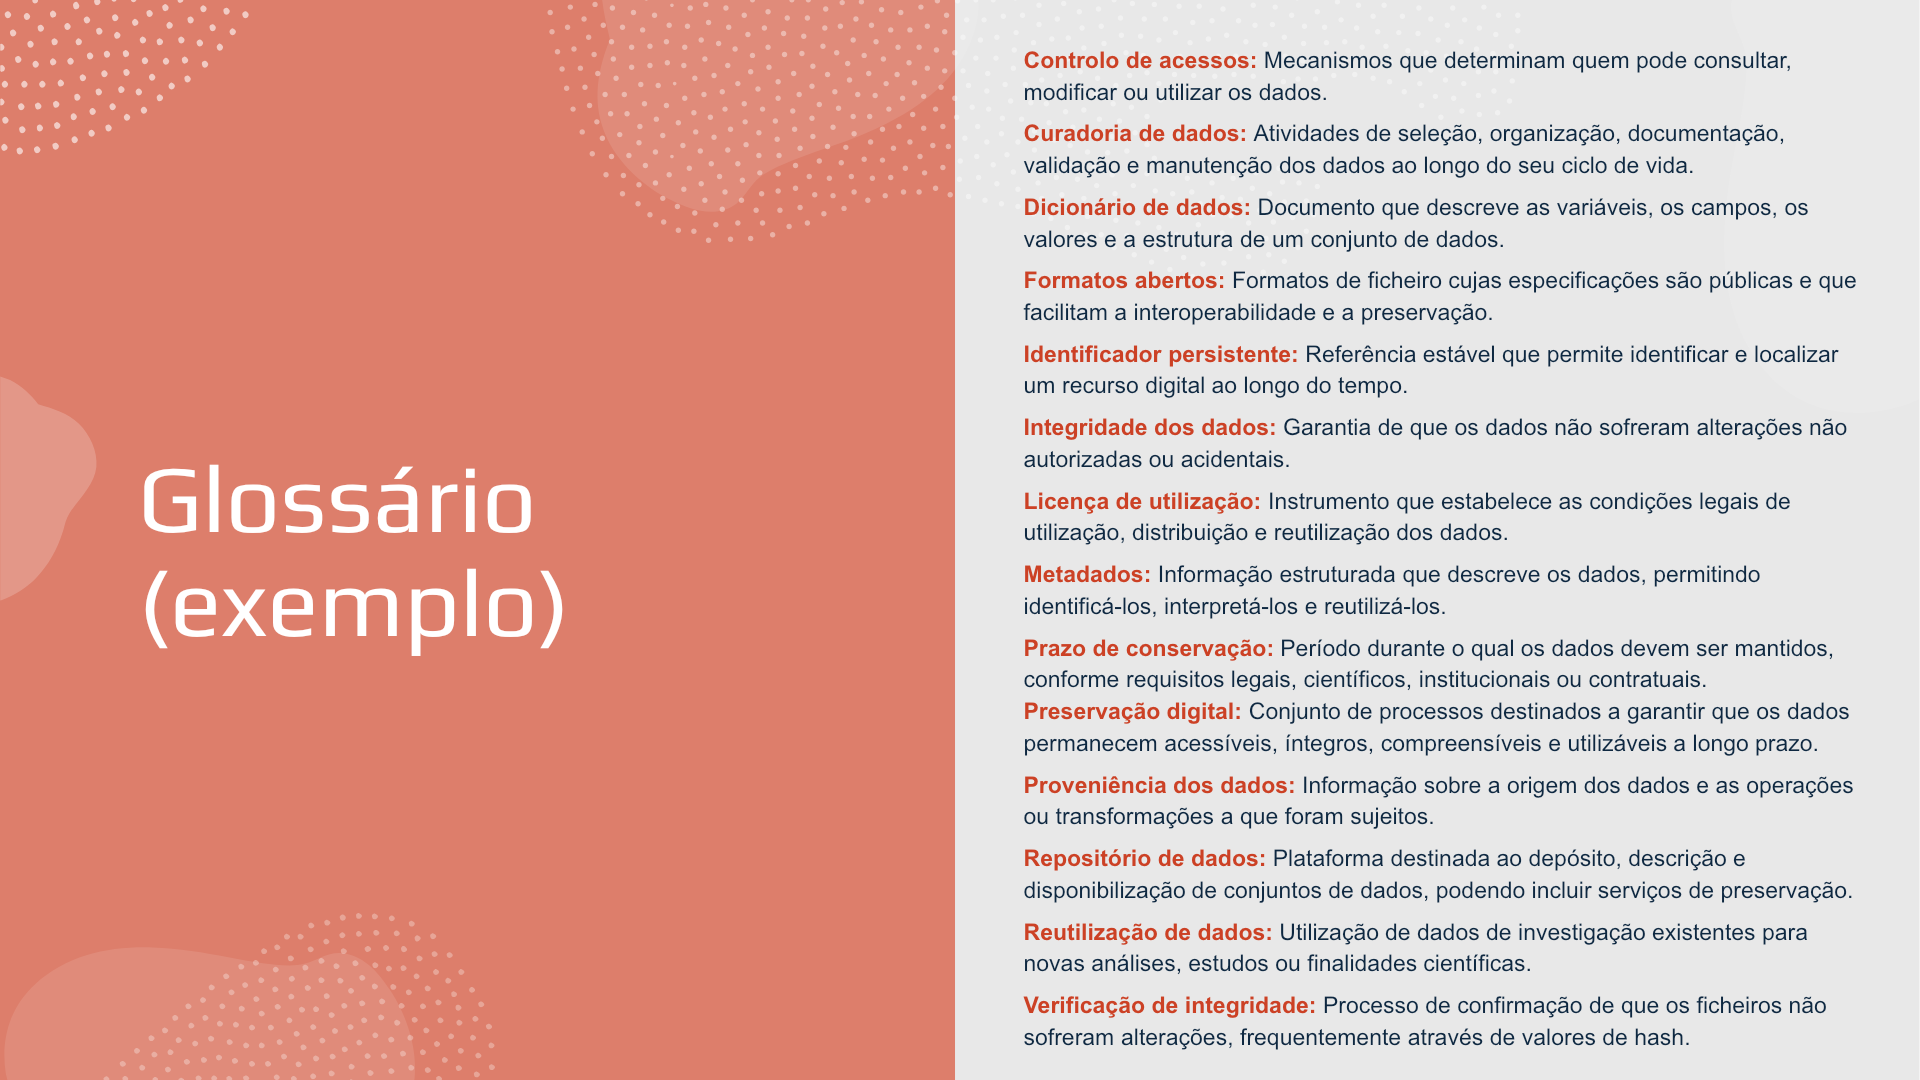 Glossário
(exemplo)
Controlo de acessos: Mecanismos que determinam quem pode consultar,
modificar ou utilizar os dados.
Curadoria de dados: Atividades de seleção, organização, documentação,
validação e manutenção dos dados ao longo do seu ciclo de vida.
Dicionário de dados: Documento que descreve as variáveis, os campos, os
valores e a estrutura de um conjunto de dados.
Formatos abertos: Formatos de ficheiro cujas especificações são públicas e que
facilitam a interoperabilidade e a preservação.
Identificador persistente: Referência estável que permite identificar e localizar
um recurso digital ao longo do tempo.
Integridade dos dados: Garantia de que os dados não sofreram alterações não
autorizadas ou acidentais.
Licença de utilização: Instrumento que estabelece as condições legais de
utilização, distribuição e reutilização dos dados.
Metadados: Informação estruturada que descreve os dados, permitindo
identificá-los, interpretá-los e reutilizá-los.
Prazo de conservação: Período durante o qual os dados devem ser mantidos,
conforme requisitos legais, científicos, institucionais ou contratuais.
Preservação digital: Conjunto de processos destinados a garantir que os dados
permanecem acessíveis, íntegros, compreensíveis e utilizáveis a longo prazo.
Proveniência dos dados: Informação sobre a origem dos dados e as operações
ou transformações a que foram sujeitos.
Repositório de dados: Plataforma destinada ao depósito, descrição e
disponibilização de conjuntos de dados, podendo incluir serviços de preservação.
Reutilização de dados: Utilização de dados de investigação existentes para
novas análises, estudos ou finalidades científicas.
Verificação de integridade: Processo de confirmação de que os ficheiros não
sofreram alterações, frequentemente através de valores de hash.